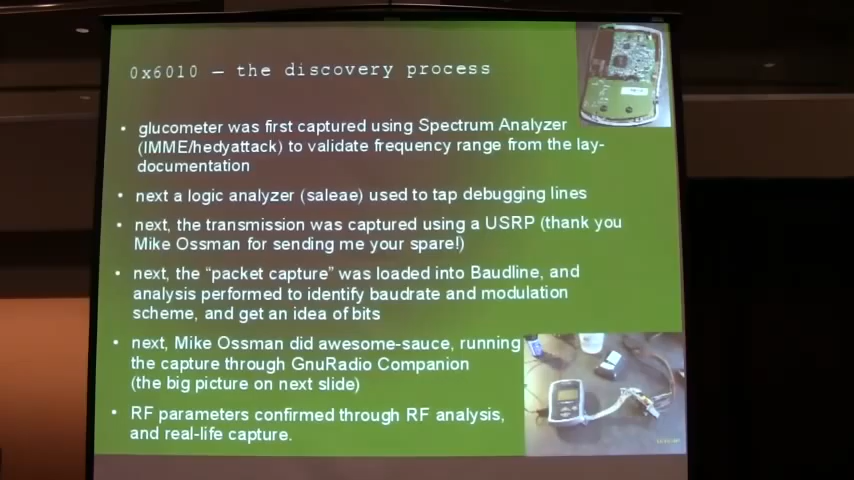 0x6010 – the discovery process
• glucometer was first captured using Spectrum Analyzer
(IMME/hedyattack) to validate frequency range from the lay-
documentation
• next a logic analyzer (saleae) used to tap debugging lines
• next, the transmission was captured using a USRP (thank you
Mike Ossman for sending me your spare!)
• next, the “packet capture” was loaded into Baudline, and
analysis performed to identify baudrate and modulation
scheme, and get an idea of bits
• next, Mike Ossman did awesome-sauce, running
the capture through GnuRadio Companion
(the big picture on next slide)
• RF parameters confirmed through RF analysis,
and real-life capture.